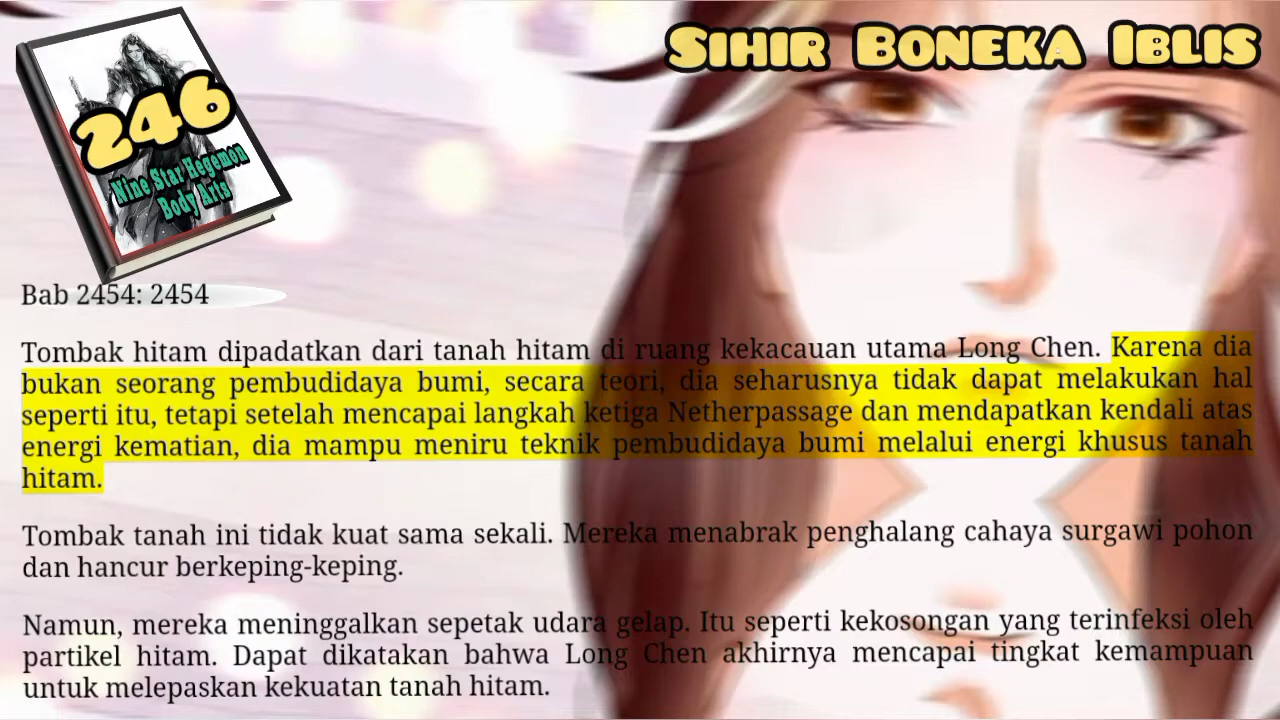 Sihir Boneka Iblis
246
Nine Star Hegemon
Body Arts
Bab 2454: 2454
Tombak hitam dipadatkan dari tanah hitam di ruang kekacauan utama Long Chen. Karena dia
bukan seorang pembudidaya bumi, secara teori, dia seharusnya tidak dapat melakukan hal
seperti itu, tetapi setelah mencapai langkah ketiga Netherpassage dan mendapatkan kendali atas
energi kematian, dia mampu meniru teknik pembudidaya bumi melalui energi khusus tanah
hitam.
Tombak tanah ini tidak kuat sama sekali. Mereka menabrak penghalang cahaya surgawi pohon
dan hancur berkeping-keping.
Namun, mereka meninggalkan sepetak udara gelap. Itu seperti kekosongan yang terinfeksi oleh
partikel hitam. Dapat dikatakan bahwa Long Chen akhirnya mencapai tingkat kemampuan
untuk melepaskan kekuatan tanah hitam.